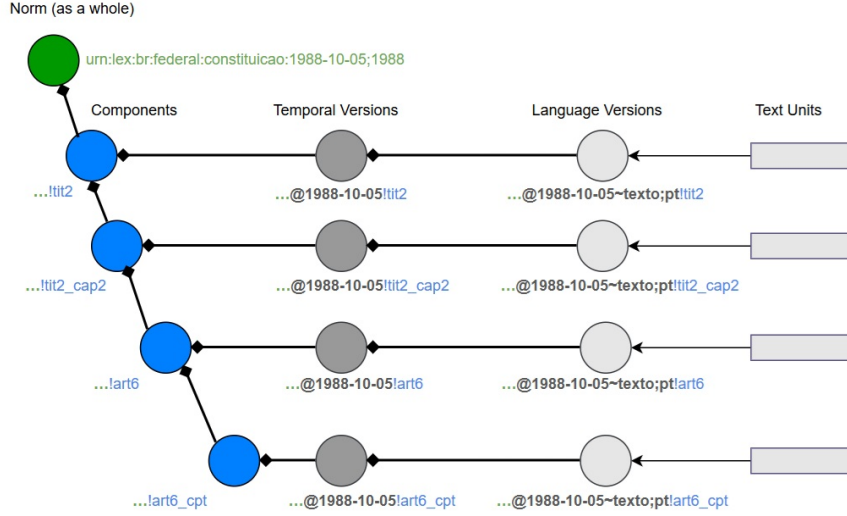 Norm (as a whole)
urn:lex:br:federal:constituicao:1988-10-05;1988
Components Temporal Versions Language Versions Text Units
...!tit2 ...@1988-10-05!tit2 ...@1988-10-05~texto;pt!tit2
...!tit2_cap2 ...@1988-10-05!tit2_cap2 ...@1988-10-05~texto;pt!tit2_cap2
...!art6 ...@1988-10-05!art6 ...@1988-10-05~texto;pt!art6
...!art6_cpt ...@1988-10-05!art6_cpt ...@1988-10-05~texto;pt!art6_cpt